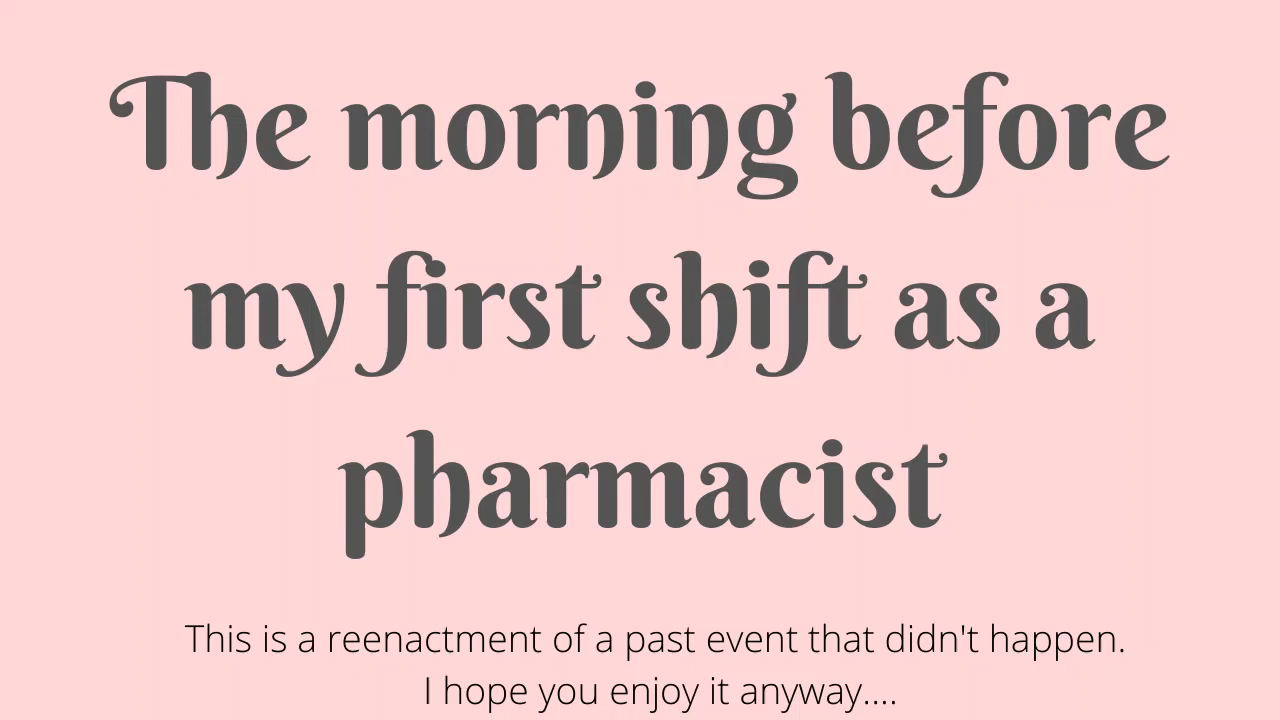 The morning before
my first shift as a
pharmacist
This is a reenactment of a past event that didn't happen.
I hope you enjoy it anyway....